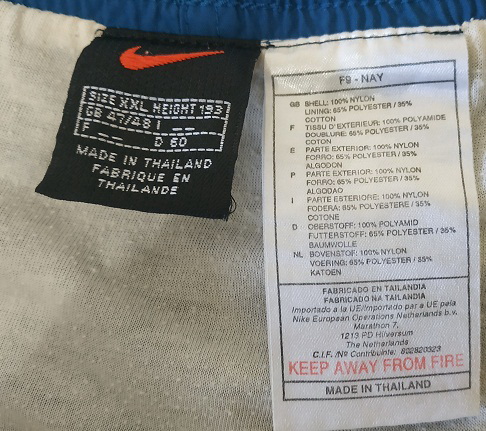 SIZE XXL HEIGHT 193
GB 47/48 I --
F -- D 60
MADE IN THAILAND
FABRIQUE EN
THAILANDE
F9 - NAY
GB SHELL: 100% NYLON
LINING: 65% POLYESTER / 35%
COTTON
F TISSU D'EXTERIEUR: 100% POLYAMIDE
DOUBLURE: 65% POLYESTER / 35%
COTON
E PARTE EXTERIOR: 100% NYLON
FORRO: 65% POLYESTER / 35%
ALGODON
P PARTE EXTERIOR: 100% NYLON
FORRO: 65% POLYESTER / 35%
ALGODAO
I PARTE ESTERIORE: 100% NYLON
FODERA: 65% POLYESTERE / 35%
COTONE
D OBERSTOFF: 100% POLYAMID
FUTTERSTOFF: 65% POLYESTER / 35%
BAUMWOLLE
NL BOVENSTOF: 100% NYLON
VOERING: 65% POLYESTER / 35%
KATOEN
FABRICADO EN TAILANDIA
FABRICADO NA TAILANDIA
Importado a la UE/Importado par a UE pela
Nike European Operations Netherlands b.v.
Marathon 7,
1213 PD Hilversum
The Netherlands
C.I.F. /Nº Contribuinte: 802820323
KEEP AWAY FROM FIRE
MADE IN THAILAND